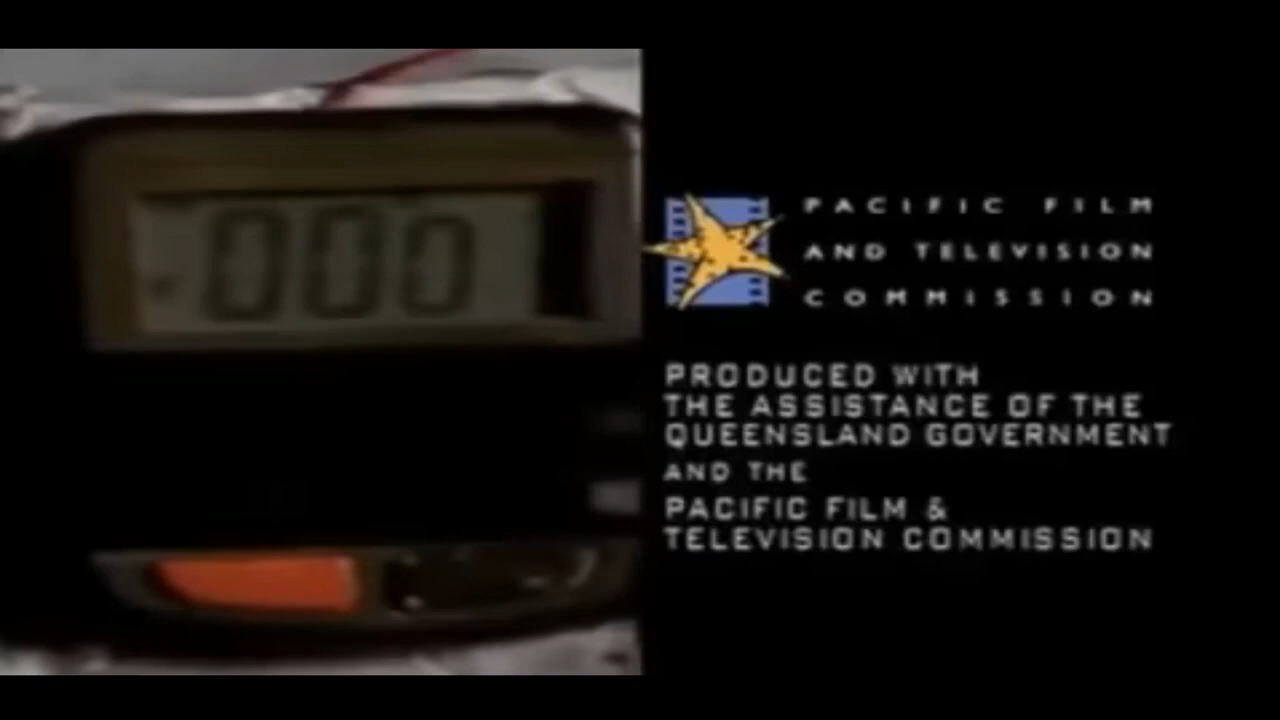 000
PACIFIC FILM
AND TELEVISION
COMMISSION
PRODUCED WITH
THE ASSISTANCE OF THE
QUEENSLAND GOVERNMENT
AND THE
PACIFIC FILM &
TELEVISION COMMISSION